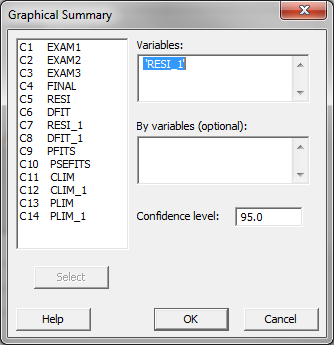 Graphical Summary
C1 EXAM1
C2 EXAM2
C3 EXAM3
C4 FINAL
C5 RESI
C6 DFIT
C7 RESI_1
C8 DFIT_1
C9 PFITS
C10 PSEFITS
C11 CLIM
C12 CLIM_1
C13 PLIM
C14 PLIM_1
Variables:
'RESI_1'
By variables (optional):
Confidence level: 95.0
Select
Help OK Cancel